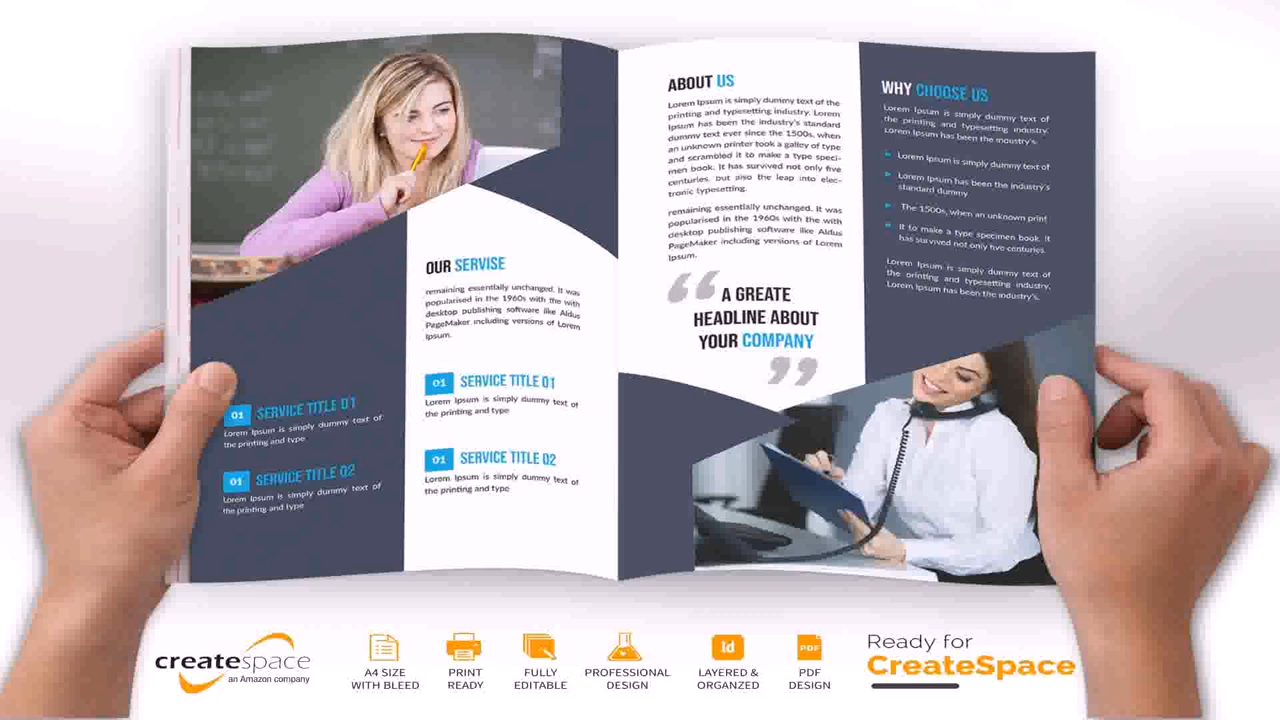 OUR SERVISE
remaining essentially unchanged. It was
popularised in the 1960s with the with
desktop publishing software like Aldus
PageMaker including versions of Lorem
Ipsum.
01 SERVICE TITLE 01
Lorem Ipsum is simply dummy text of
the printing and type
01 SERVICE TITLE 02
Lorem Ipsum is simply dummy text of
the printing and type
01 SERVICE TITLE 01
Lorem Ipsum is simply dummy text of
the printing and typy
01 SERVICE TITLE 02
Lorem Ipsum is simply dummy text of
the printing and typy
ABOUT US
Lorem Ipsum is simply dummy text of the
printing and typesetting industry. Lorem
Ipsum has been the industry's standard
dummy text ever since the 1500s, when
an unknown printer took a galley of type
and scrambled it to make a type speci-
men book. It has survived not only five
centuries, but also the leap into elec-
tronic typesetting.
remaining essentially unchanged. It was
popularised in the 1960s with the with
desktop publishing software like Aldus
PageMaker including versions of Lorem
Ipsum.
“
A GREATE
HEADLINE ABOUT
YOUR COMPANY
”
WHY CHOOSE US
Lorem Ipsum is simply dummy text of
the printing and typesetting industry.
Lorem Ipsum has been the industry's.
Lorem Ipsum is simply dummy text of
Lorem Ipsum has been the industry's
standard dummy
The 1500s, when an unknown print
It to make a type specimen book. It
has survived not only five centuries.
Lorem Ipsum is simply dummy text of
the printing and typesetting industry.
Lorem Ipsum has been the industry's.
createspace
an Amazon company
A4 SIZE
WITH BLEED
PRINT
READY
FULLY
EDITABLE
PROFESSIONAL
DESIGN
Id
LAYERED &
ORGANZED
PDF
PDF
DESIGN
Ready for
CreateSpace